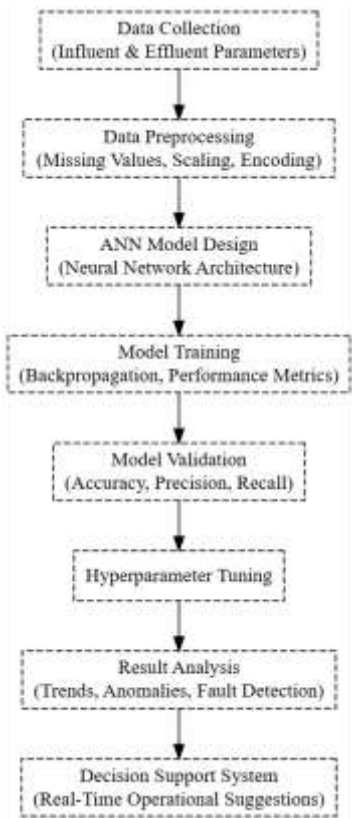 Data Collection
(Influent & Effluent Parameters)
Data Preprocessing
(Missing Values, Scaling, Encoding)
ANN Model Design
(Neural Network Architecture)
Model Training
(Backpropagation, Performance Metrics)
Model Validation
(Accuracy, Precision, Recall)
Hyperparameter Tuning
Result Analysis
(Trends, Anomalies, Fault Detection)
Decision Support System
(Real-Time Operational Suggestions)